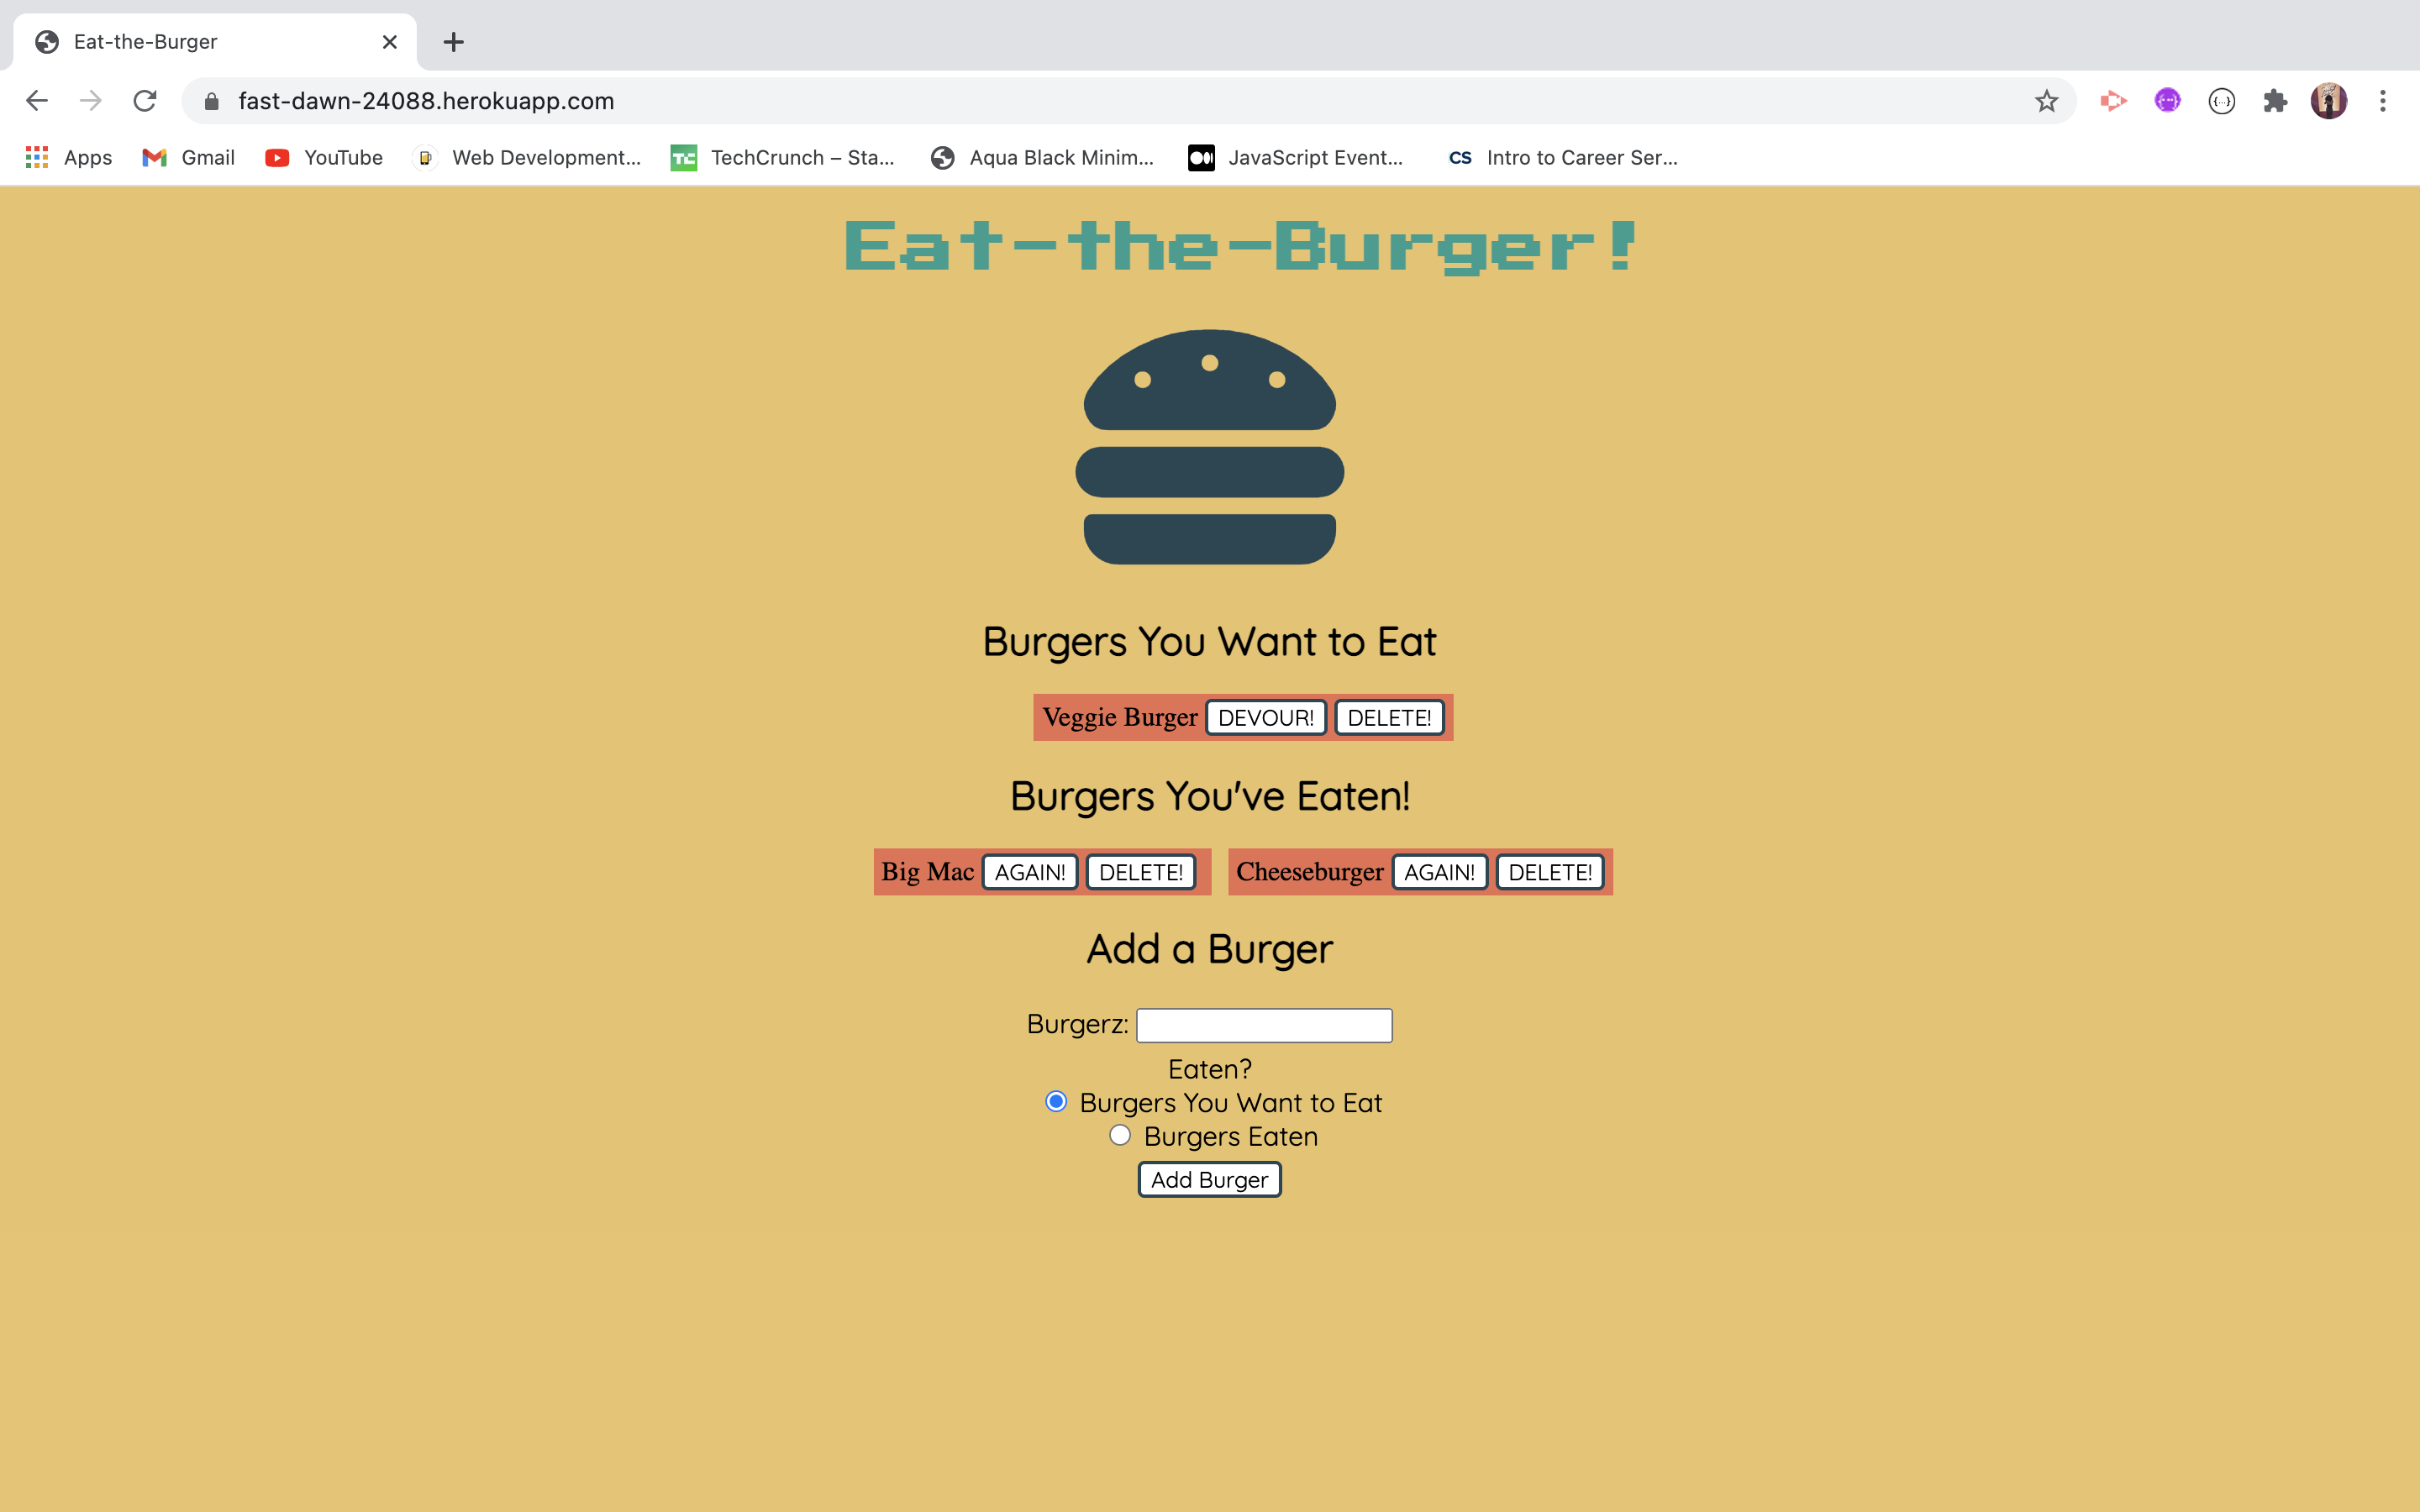 Eat-the-Burger
fast-dawn-24088.herokuapp.com
Apps Gmail YouTube Web Development... TechCrunch – Sta... Aqua Black Minim... JavaScript Event... CS Intro to Career Ser...
Eat-the-Burger!
Burgers You Want to Eat
Veggie Burger DEVOUR! DELETE!
Burgers You've Eaten!
Big Mac AGAIN! DELETE! Cheeseburger AGAIN! DELETE!
Add a Burger
Burgerz:
Eaten?
Burgers You Want to Eat
Burgers Eaten
Add Burger